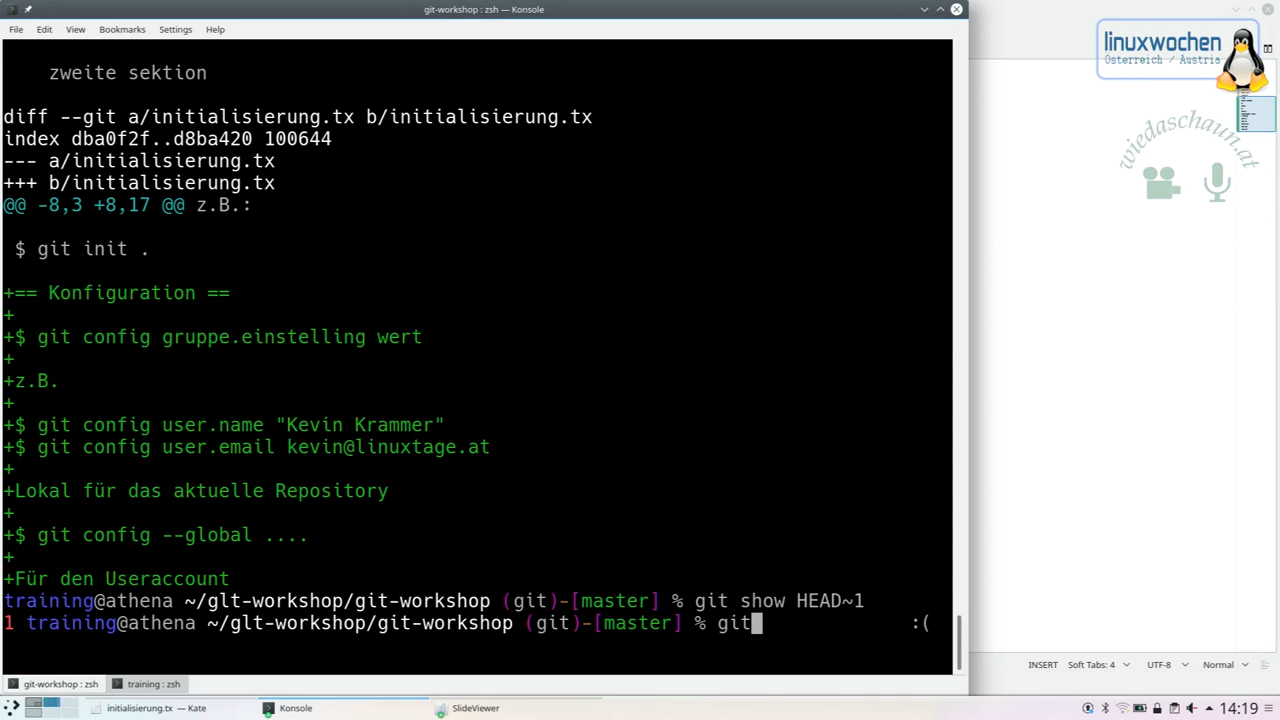 git-workshop : zsh — Konsole
File Edit View Bookmarks Settings Help
zweite sektion
diff --git a/initialisierung.tx b/initialisierung.tx
index dba0f2f..d8ba420 100644
--- a/initialisierung.tx
+++ b/initialisierung.tx
@@ -8,3 +8,17 @@ z.B.:
$ git init .
+== Konfiguration ==
+
+$ git config gruppe.einstelling wert
+
+z.B.
+
+$ git config user.name "Kevin Krammer"
+$ git config user.email kevin@linuxtage.at
+
+Lokal für das aktuelle Repository
+
+$ git config --global ....
+
+Für den Useraccount
training@athena ~/glt-workshop/git-workshop (git)-[master] % git show HEAD~1
1 training@athena ~/glt-workshop/git-workshop (git)-[master] % git :(
git-workshop : zsh training : zsh
linuxwochen
Österreich / Austria
wiedaschaun.at
INSERT Soft Tabs: 4 UTF-8 Normal
initialisierung.tx — Kate Konsole SlideViewer 14:19